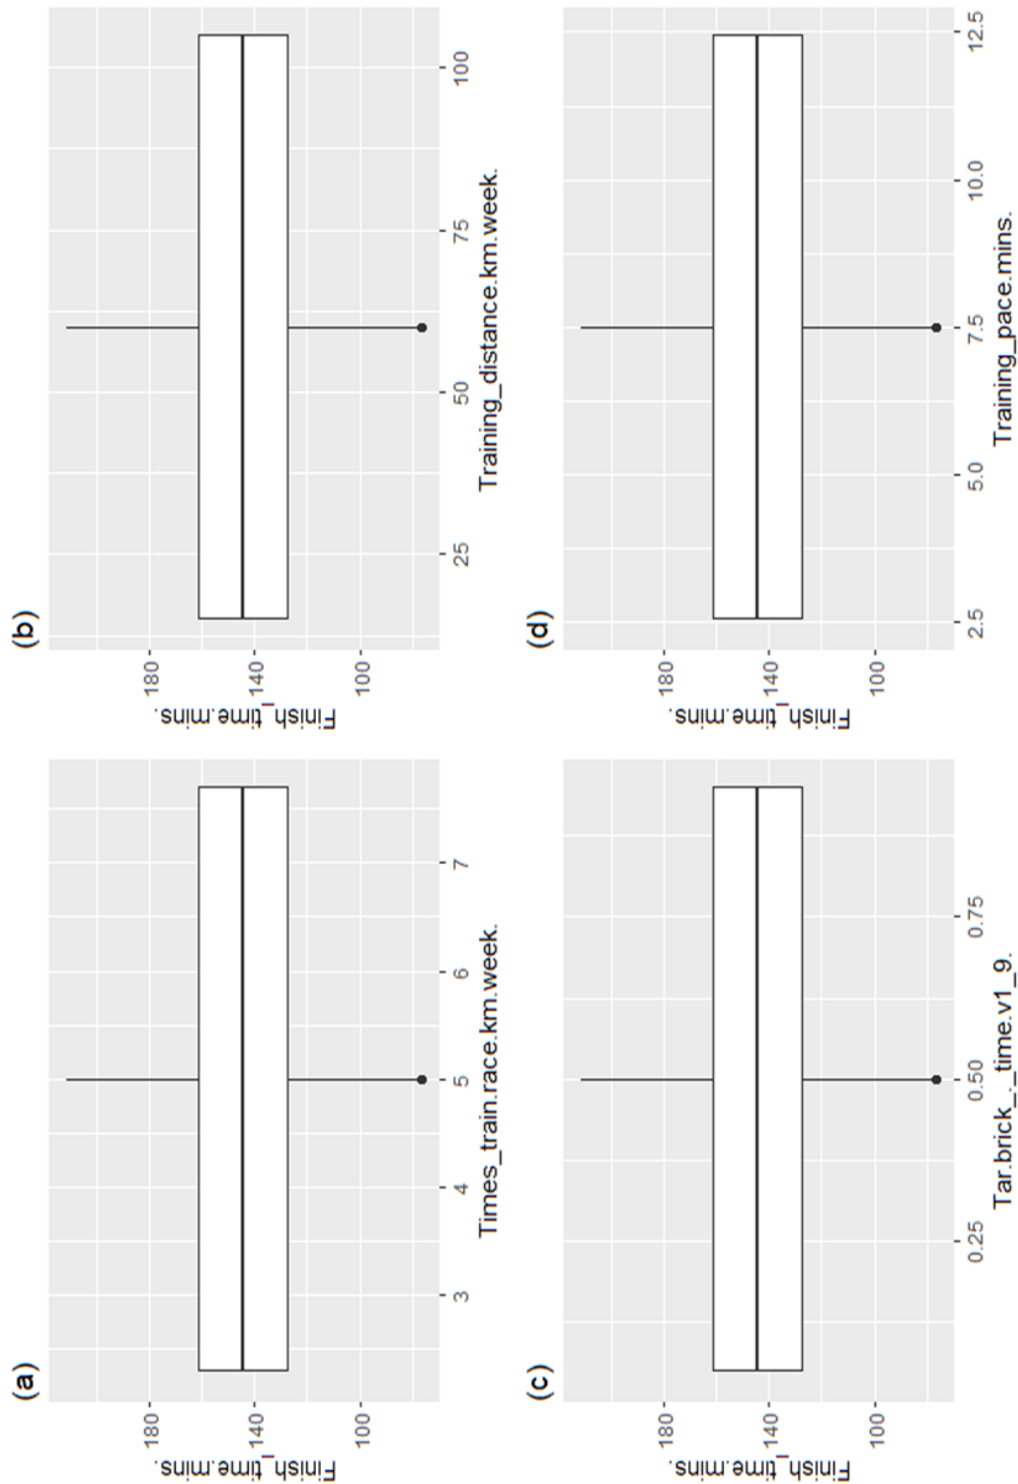 (a)
Finish_time.mins.
180
140
100
3
4
5
6
7
Times_train.race.km.week.
(b)
Finish_time.mins.
180
140
100
25
50
75
100
Training_distance.km.week.
(c)
Finish_time.mins.
180
140
100
0.25
0.50
0.75
Tar.brick_._time.v1_9.
(d)
Finish_time.mins.
180
140
100
2.5
5.0
7.5
10.0
12.5
Training_pace.mins.